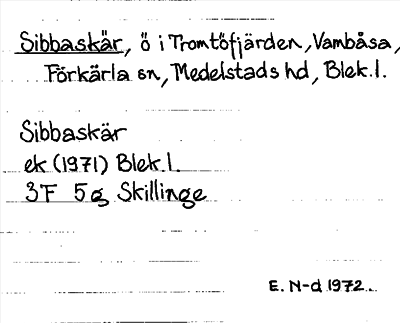 Sibbaskär, ö i Tromtöfjärden, Vambåsa,
Förkärla sn, Medelstads hd, Blek. l.
Sibbaskär
ek (1971) Blek. l.
3F 5g Skillinge
E. N-d 1972.